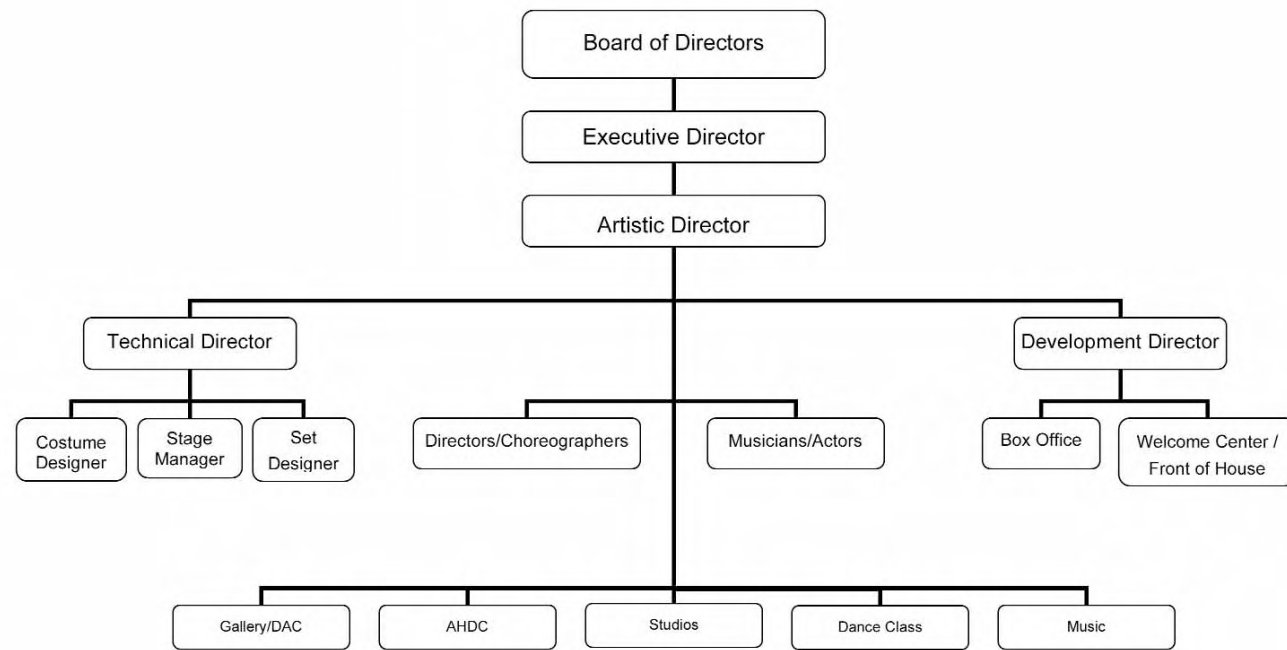 Board of Directors
Executive Director
Artistic Director
Technical Director
Development Director
Costume
Designer
Stage
Manager
Set
Designer
Directors/Choreographers
Musicians/Actors
Box Office
Welcome Center /
Front of House
Gallery/DAC
AHDC
Studios
Dance Class
Music